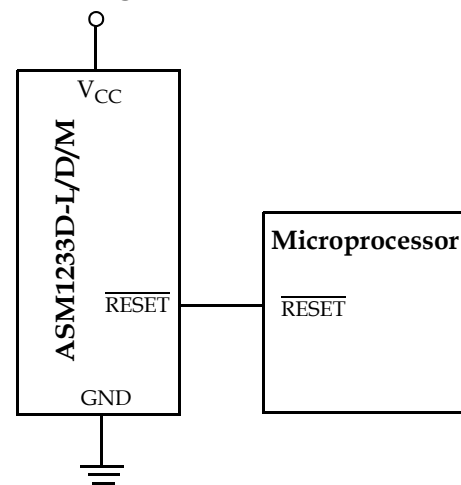 V_CC
ASM1233D-L/D/M
Microprocessor
RESET
RESET
GND